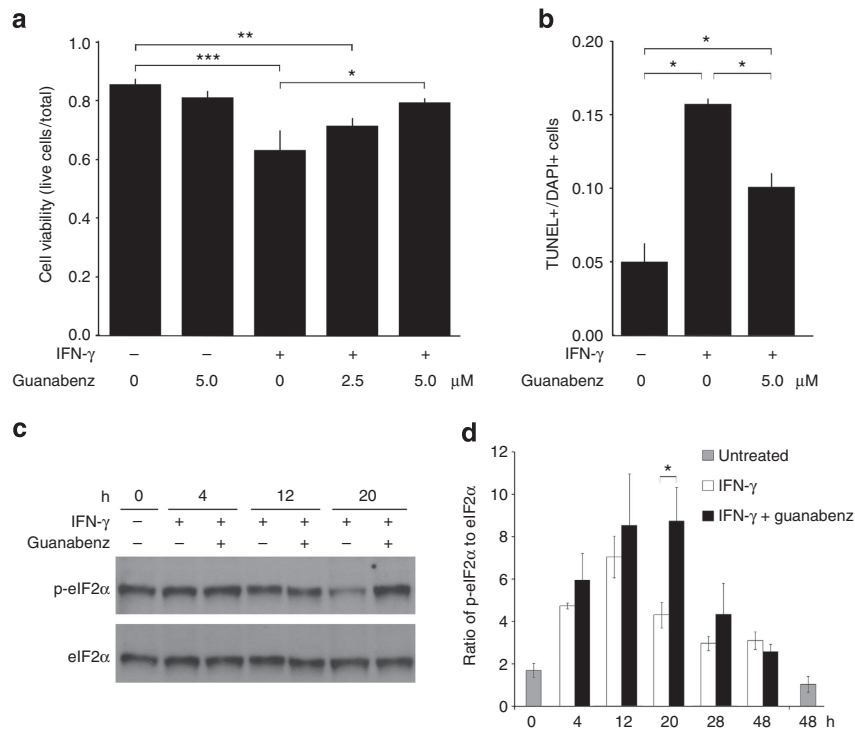 a
Cell viability (live cells/total)
1.0
0.8
0.6
0.4
0.2
0.0
**
***
*
IFN-γ – – + + +
Guanabenz 0 5.0 0 2.5 5.0 μM
b
TUNEL+/DAPI+ cells
0.20
0.15
0.10
0.05
0.00
*
* *
IFN-γ – + +
Guanabenz 0 0 5.0 μM
c
h 0 4 12 20
IFN-γ – + + + + + +
Guanabenz – – + – + – +
p-eIF2α
eIF2α
d
Ratio of p-eIF2α to eIF2α
12
10
8
6
4
2
0
*
Untreated
IFN-γ
IFN-γ + guanabenz
0 4 12 20 28 48 48 h